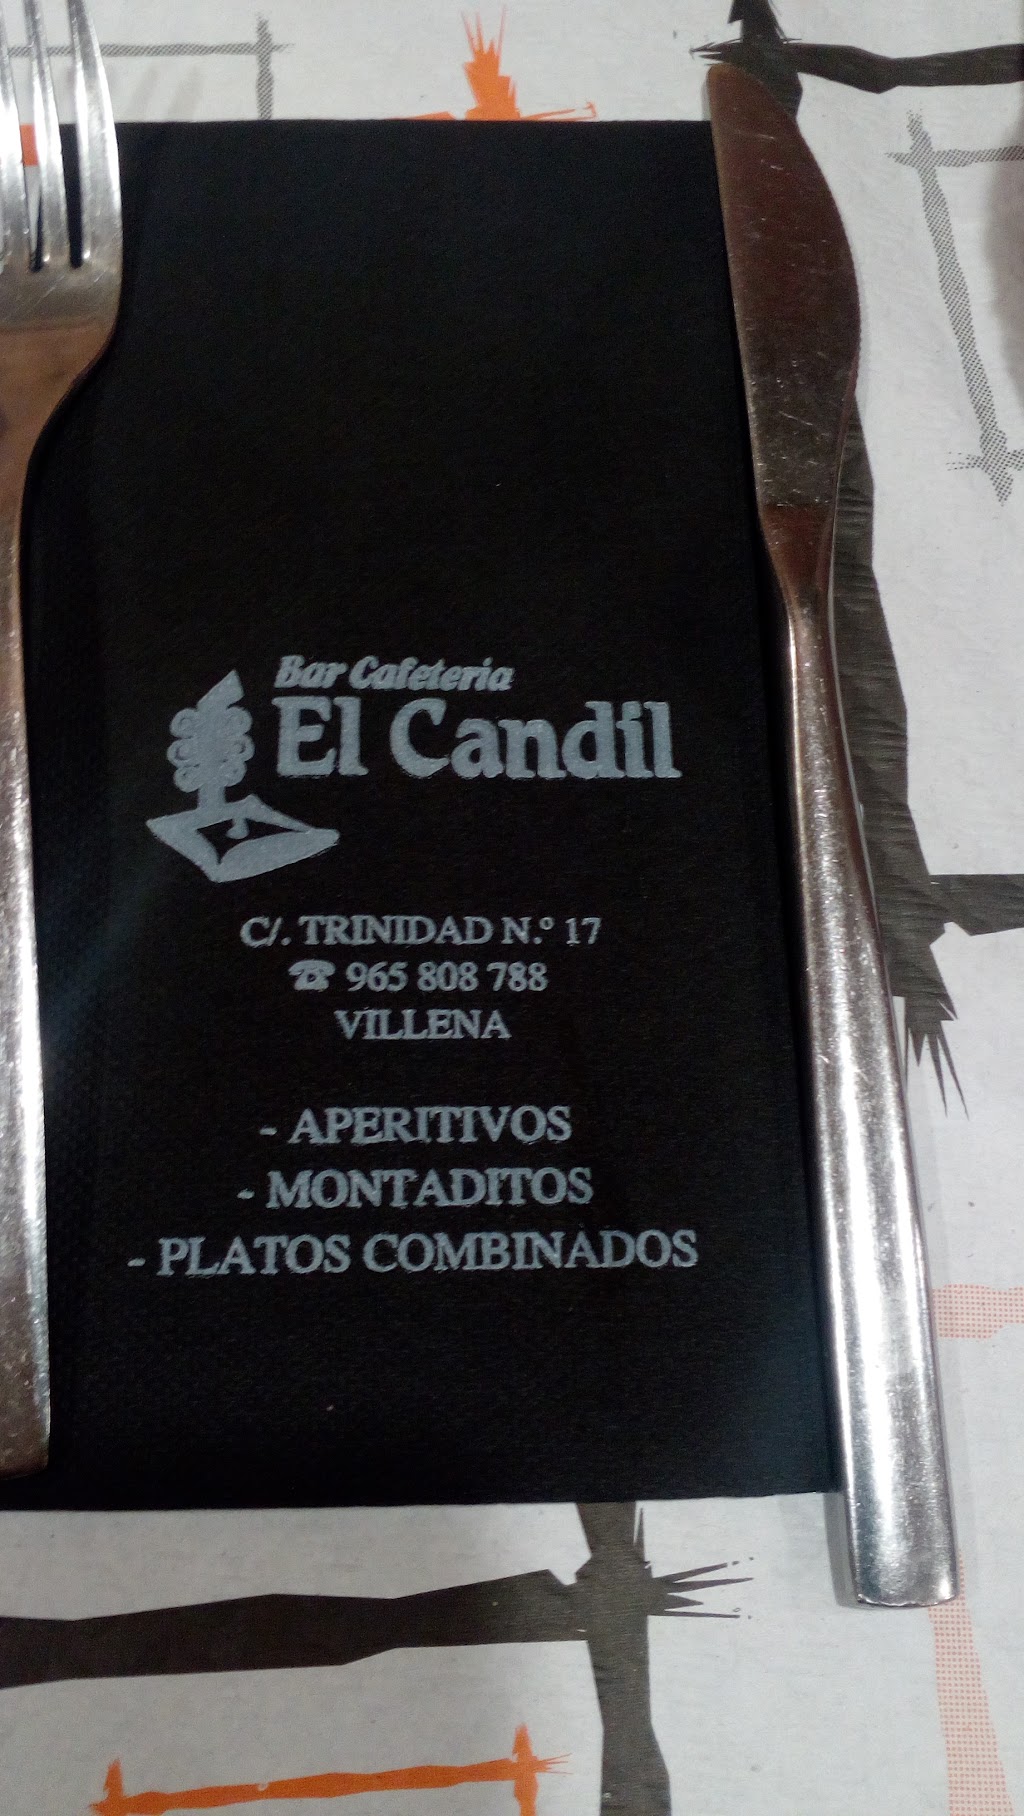 Bar Cafeteria
El Candil
C/. TRINIDAD N.º 17
☎ 965 808 788
VILLENA
- APERITIVOS
- MONTADITOS
- PLATOS COMBINADOS